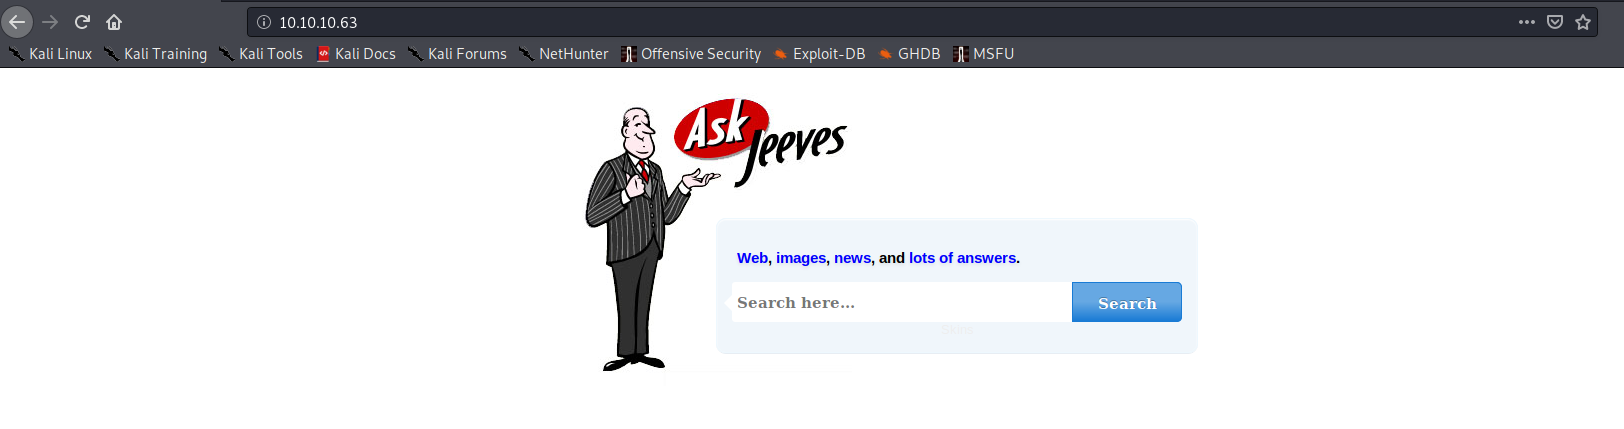 10.10.10.63
Kali Linux Kali Training Kali Tools Kali Docs Kali Forums NetHunter Offensive Security Exploit-DB GHDB MSFU
Ask
Jeeves
Web, images, news, and lots of answers.
Search here... Search
Skins